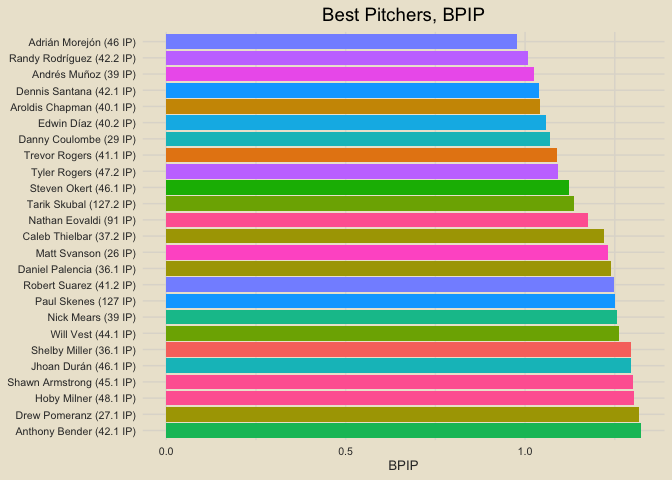 Best Pitchers, BPIP
Adrián Morejón (46 IP)
Randy Rodríguez (42.2 IP)
Andrés Muñoz (39 IP)
Dennis Santana (42.1 IP)
Aroldis Chapman (40.1 IP)
Edwin Díaz (40.2 IP)
Danny Coulombe (29 IP)
Trevor Rogers (41.1 IP)
Tyler Rogers (47.2 IP)
Steven Okert (46.1 IP)
Tarik Skubal (127.2 IP)
Nathan Eovaldi (91 IP)
Caleb Thielbar (37.2 IP)
Matt Svanson (26 IP)
Daniel Palencia (36.1 IP)
Robert Suarez (41.2 IP)
Paul Skenes (127 IP)
Nick Mears (39 IP)
Will Vest (44.1 IP)
Shelby Miller (36.1 IP)
Jhoan Durán (46.1 IP)
Shawn Armstrong (45.1 IP)
Hoby Milner (48.1 IP)
Drew Pomeranz (27.1 IP)
Anthony Bender (42.1 IP)
0.0 0.5 1.0
BPIP